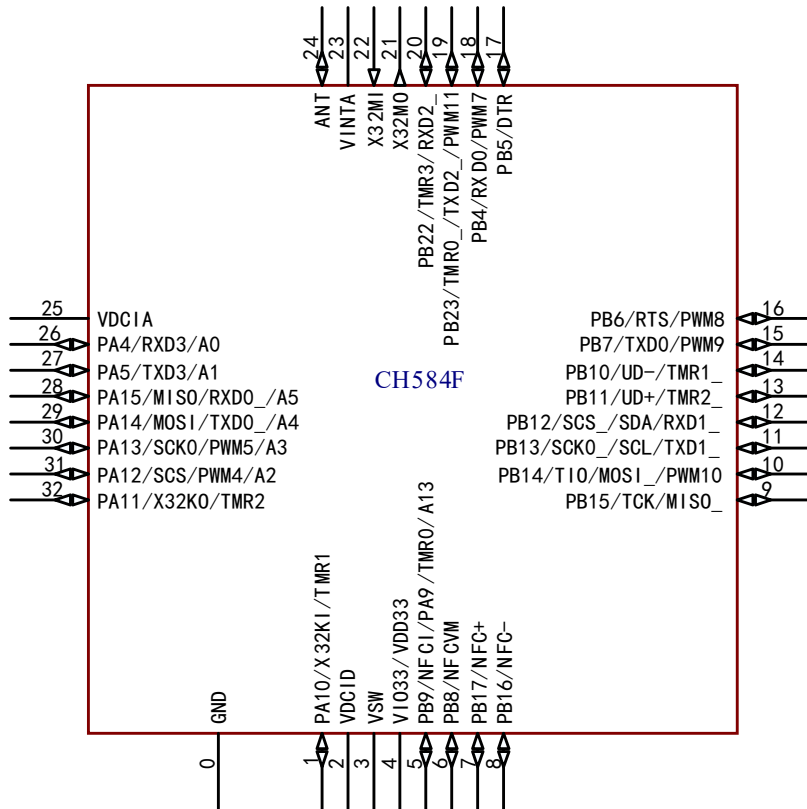 24
ANT
23
VINTA
22
X32MI
21
X32MO
20
PB22/TMR3/RXD2_
19
PB23/TMR0_/TXD2_/PWM11
18
PB4/RXD0/PWM7
17
PB5/DTR
25
VDCIA
26
PA4/RXD3/A0
27
PA5/TXD3/A1
28
PA15/MISO/RXD0_/A5
29
PA14/MOSI/TXD0_/A4
30
PA13/SCK0/PWM5/A3
31
PA12/SCS/PWM4/A2
32
PA11/X32KO/TMR2
CH584F
PB6/RTS/PWM8
16
PB7/TXD0/PWM9
15
PB10/UD-/TMR1_
14
PB11/UD+/TMR2_
13
PB12/SCS_/SDA/RXD1_
12
PB13/SCK0_/SCL/TXD1_
11
PB14/TIO/MOSI_/PWM10
10
PB15/TCK/MISO_
9
GND
0
PA10/X32KI/TMR1
1
VDCID
2
VSW
3
VIO33/VDD33
4
PB9/NFCI/PA9/TMR0/A13
5
PB8/NFCVM
6
PB17/NFC+
7
PB16/NFC-
8